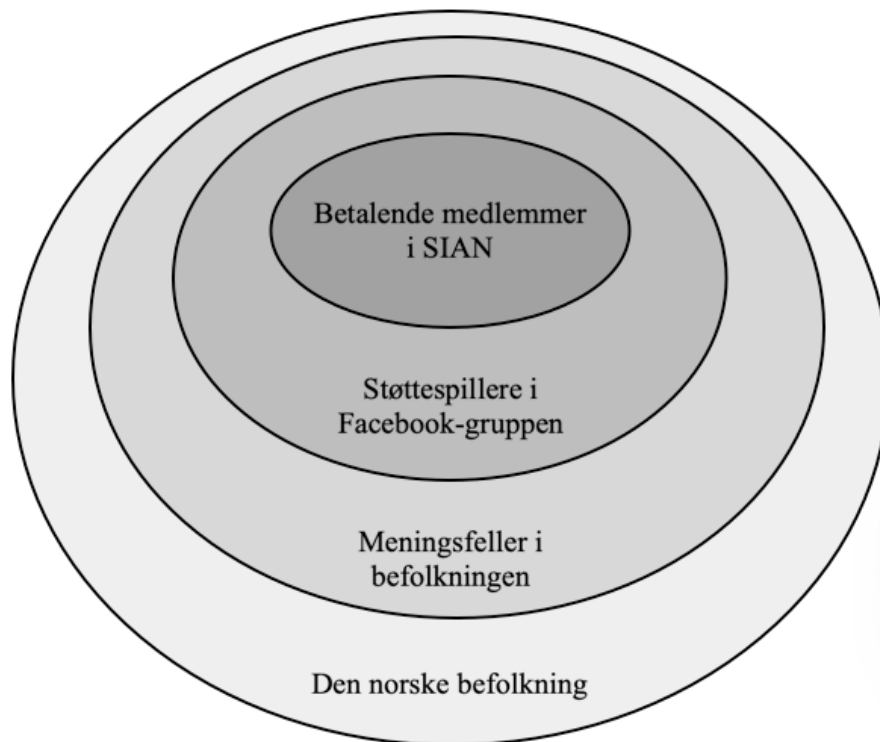 Betalende medlemmer
i SIAN
Støttespillere i
Facebook-gruppen
Meningsfeller i
befolkningen
Den norske befolkning